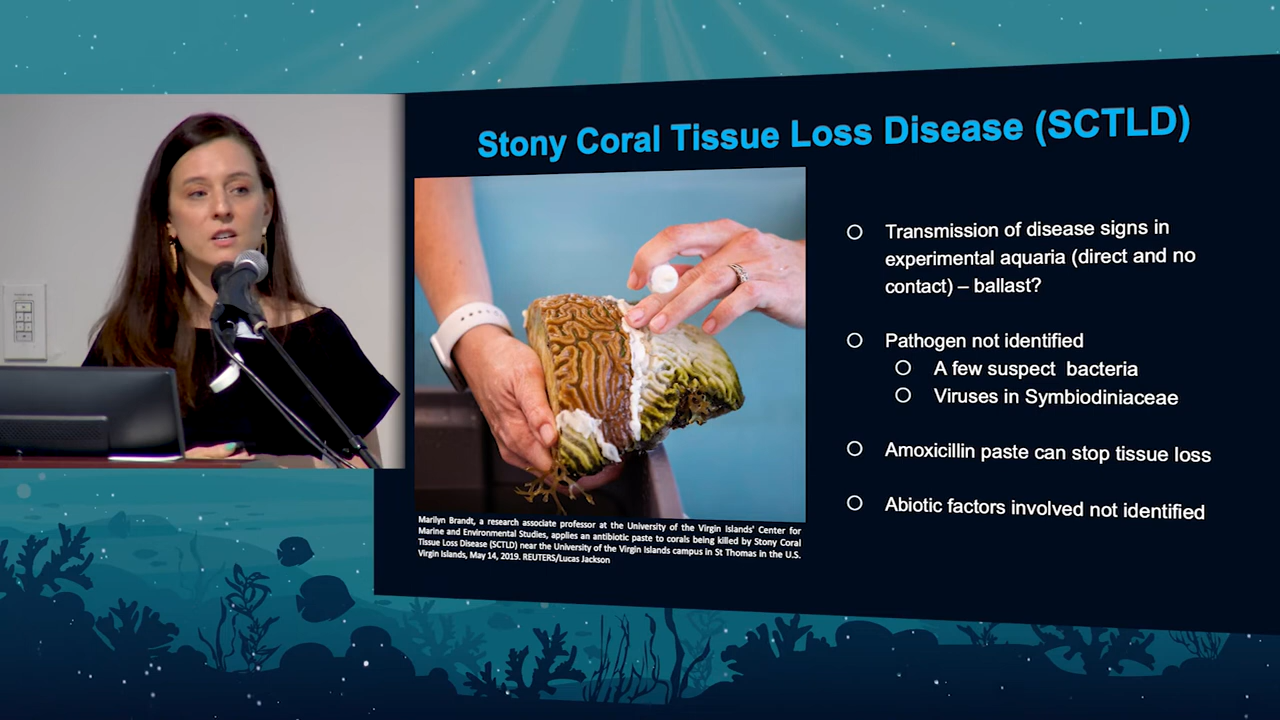 Stony Coral Tissue Loss Disease (SCTLD)
Transmission of disease signs in
experimental aquaria (direct and no
contact) – ballast?
Pathogen not identified
A few suspect bacteria
Viruses in Symbiodiniaceae
Amoxicillin paste can stop tissue loss
Abiotic factors involved not identified
Marilyn Brandt, a research associate professor at the University of the Virgin Islands' Center for
Marine and Environmental Studies, applies an antibiotic paste to corals being killed by Stony Coral
Tissue Loss Disease (SCTLD) near the University of the Virgin Islands campus in St Thomas in the U.S.
Virgin Islands, May 14, 2019. REUTERS/Lucas Jackson